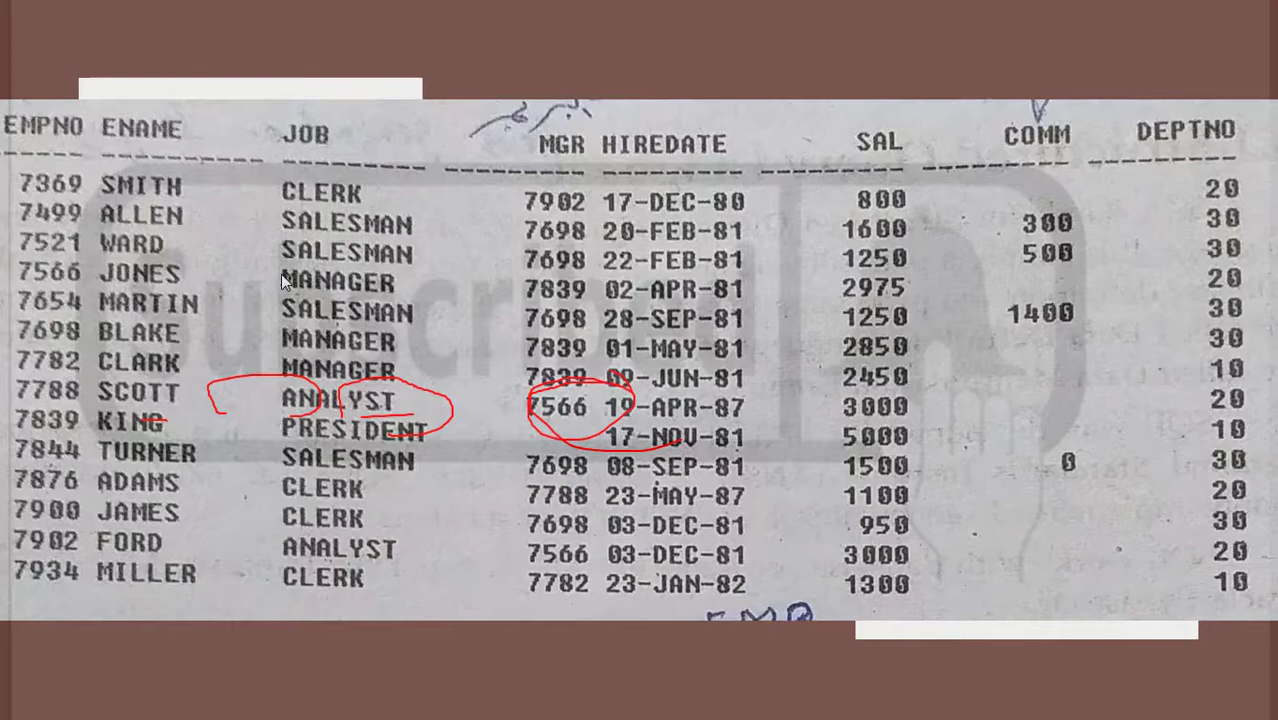 EMPNO ENAME JOB MGR HIREDATE SAL COMM DEPTNO
7369 SMITH CLERK 7902 17-DEC-80 800 20
7499 ALLEN SALESMAN 7698 20-FEB-81 1600 300 30
7521 WARD SALESMAN 7698 22-FEB-81 1250 500 30
7566 JONES MANAGER 7839 02-APR-81 2975 20
7654 MARTIN SALESMAN 7698 28-SEP-81 1250 1400 30
7698 BLAKE MANAGER 7839 01-MAY-81 2850 30
7782 CLARK MANAGER 7839 09-JUN-81 2450 10
7788 SCOTT ANALYST 7566 19-APR-87 3000 20
7839 KING PRESIDENT 17-NOV-81 5000 10
7844 TURNER SALESMAN 7698 08-SEP-81 1500 0 30
7876 ADAMS CLERK 7788 23-MAY-87 1100 20
7900 JAMES CLERK 7698 03-DEC-81 950 30
7902 FORD ANALYST 7566 03-DEC-81 3000 20
7934 MILLER CLERK 7782 23-JAN-82 1300 10
Subscribed